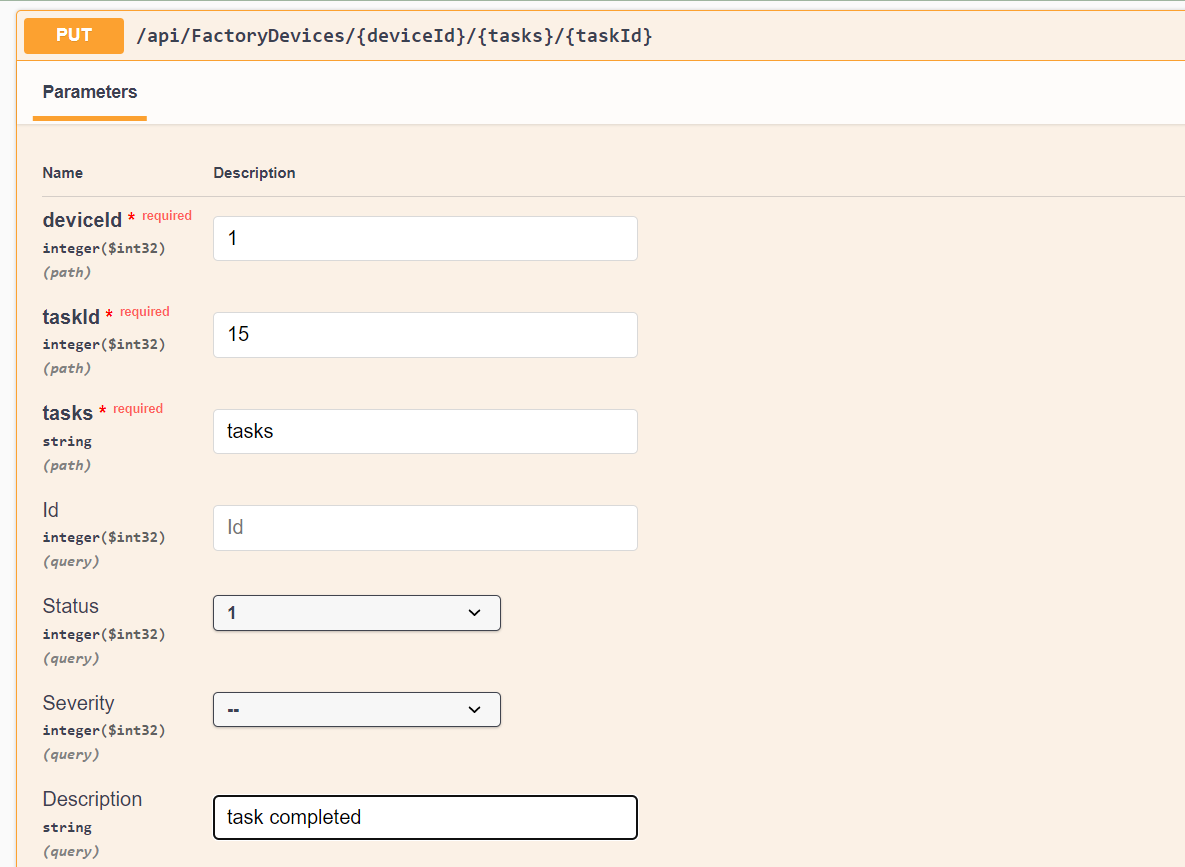 PUT /api/FactoryDevices/{deviceId}/{tasks}/{taskId}
Parameters
Name Description
deviceId * required
integer($int32)
(path)
1
taskId * required
integer($int32)
(path)
15
tasks * required
string
(path)
tasks
Id
integer($int32)
(query)
Id
Status
integer($int32)
(query)
1
Severity
integer($int32)
(query)
--
Description
string
(query)
task completed